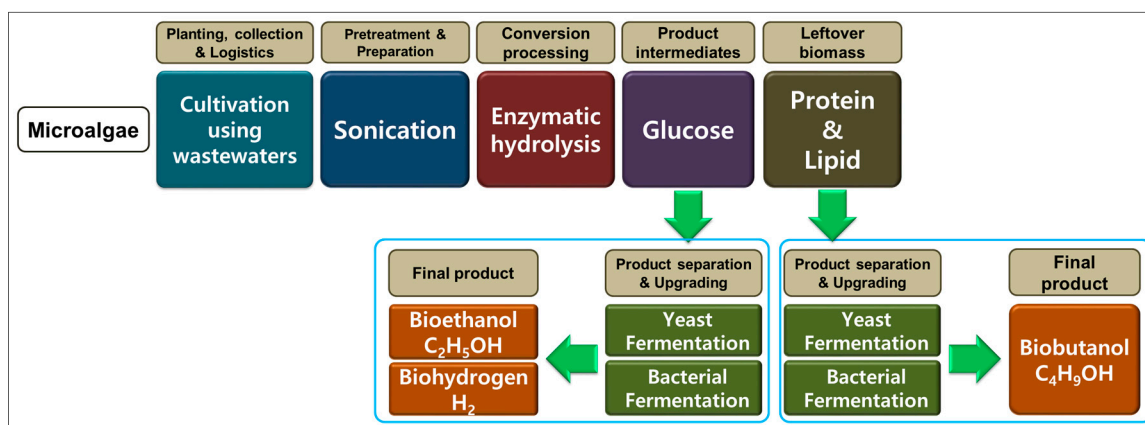 Planting, collection
& Logistics
Pretreatment &
Preparation
Conversion
processing
Product
intermediates
Leftover
biomass
Microalgae
Cultivation
using
wastewaters
Sonication
Enzymatic
hydrolysis
Glucose
Protein
&
Lipid
Final product
Product separation
& Upgrading
Product separation
& Upgrading
Final
product
Bioethanol
C₂H₅OH
Biohydrogen
H₂
Yeast
Fermentation
Bacterial
Fermentation
Yeast
Fermentation
Bacterial
Fermentation
Biobutanol
C₄H₉OH